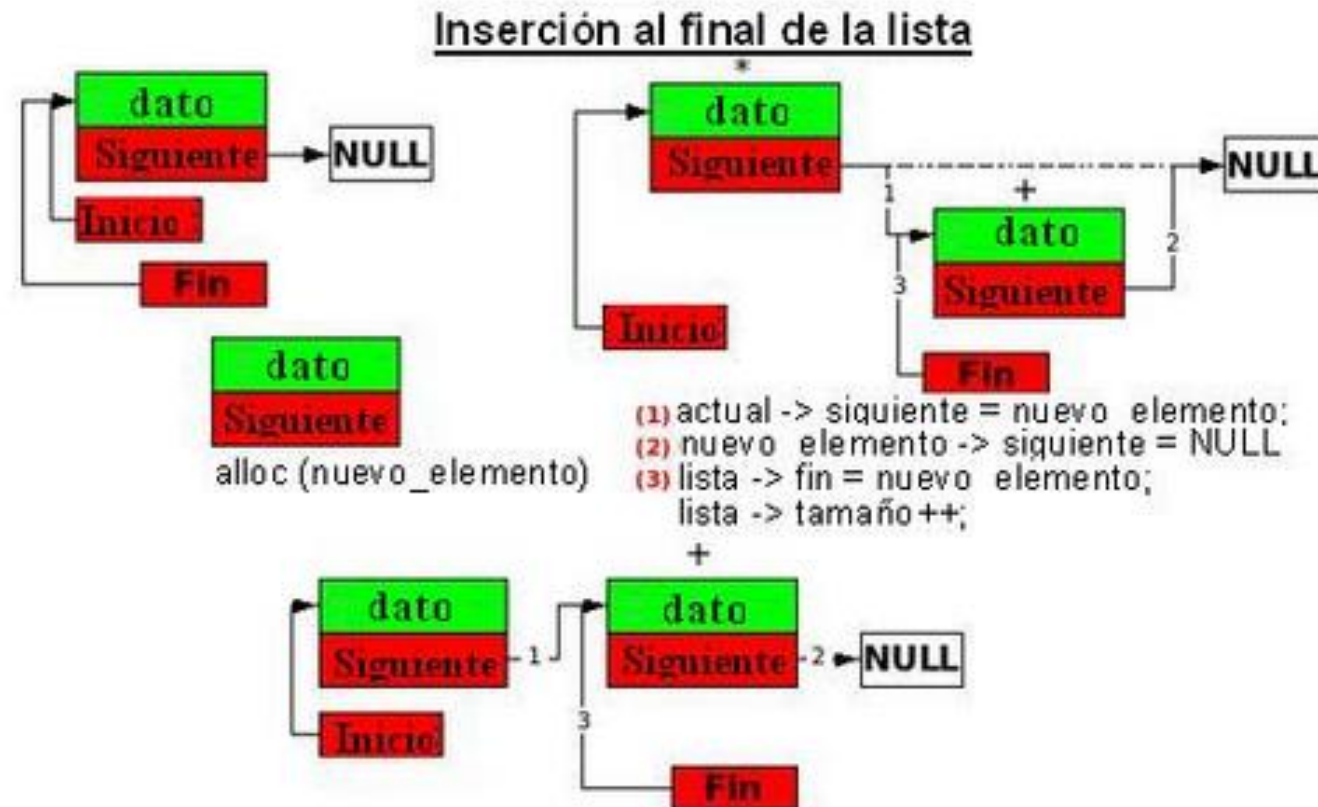 Inserción al final de la lista
dato
Siguiente
NULL
Inicio
Fin
dato
Siguiente
alloc (nuevo_elemento)
*
dato
Siguiente
NULL
1
+
dato
Siguiente
2
3
Inicio
Fin
(1) actual -> siguiente = nuevo elemento;
(2) nuevo elemento -> siguiente = NULL
(3) lista -> fin = nuevo elemento;
lista -> tamaño++;
+
dato
Siguiente
1
dato
Siguiente
2
NULL
Inicio
3
Fin